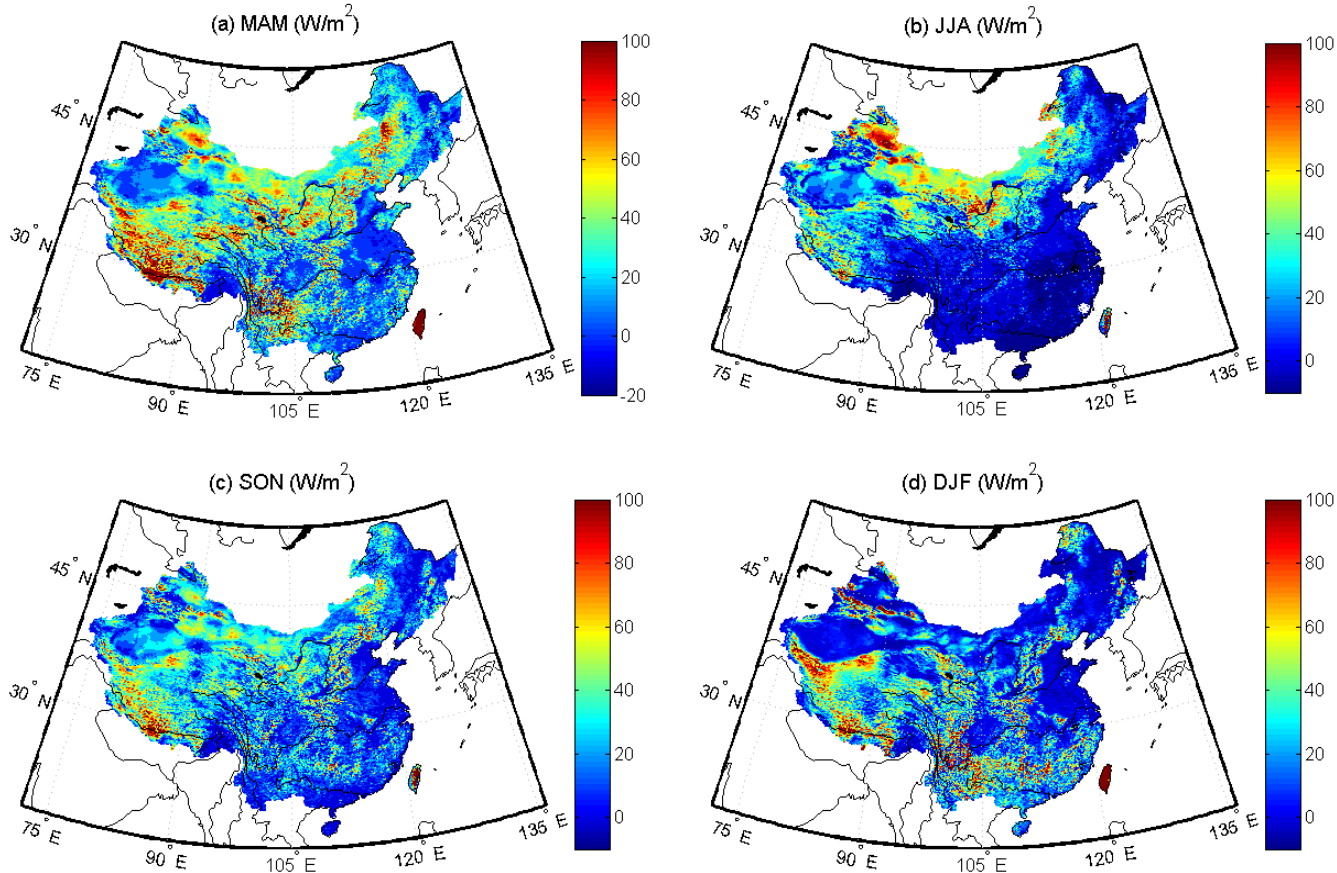 (a) MAM (W/m²)
100
80
60
40
20
0
-20
45° N
30° N
75° E
90° E
105° E
120° E
135° E
(b) JJA (W/m²)
100
80
60
40
20
0
45° N
30° N
75° E
90° E
105° E
120° E
135° E
(c) SON (W/m²)
100
80
60
40
20
0
45° N
30° N
75° E
90° E
105° E
120° E
135° E
(d) DJF (W/m²)
100
80
60
40
20
0
45° N
30° N
75° E
90° E
105° E
120° E
135° E